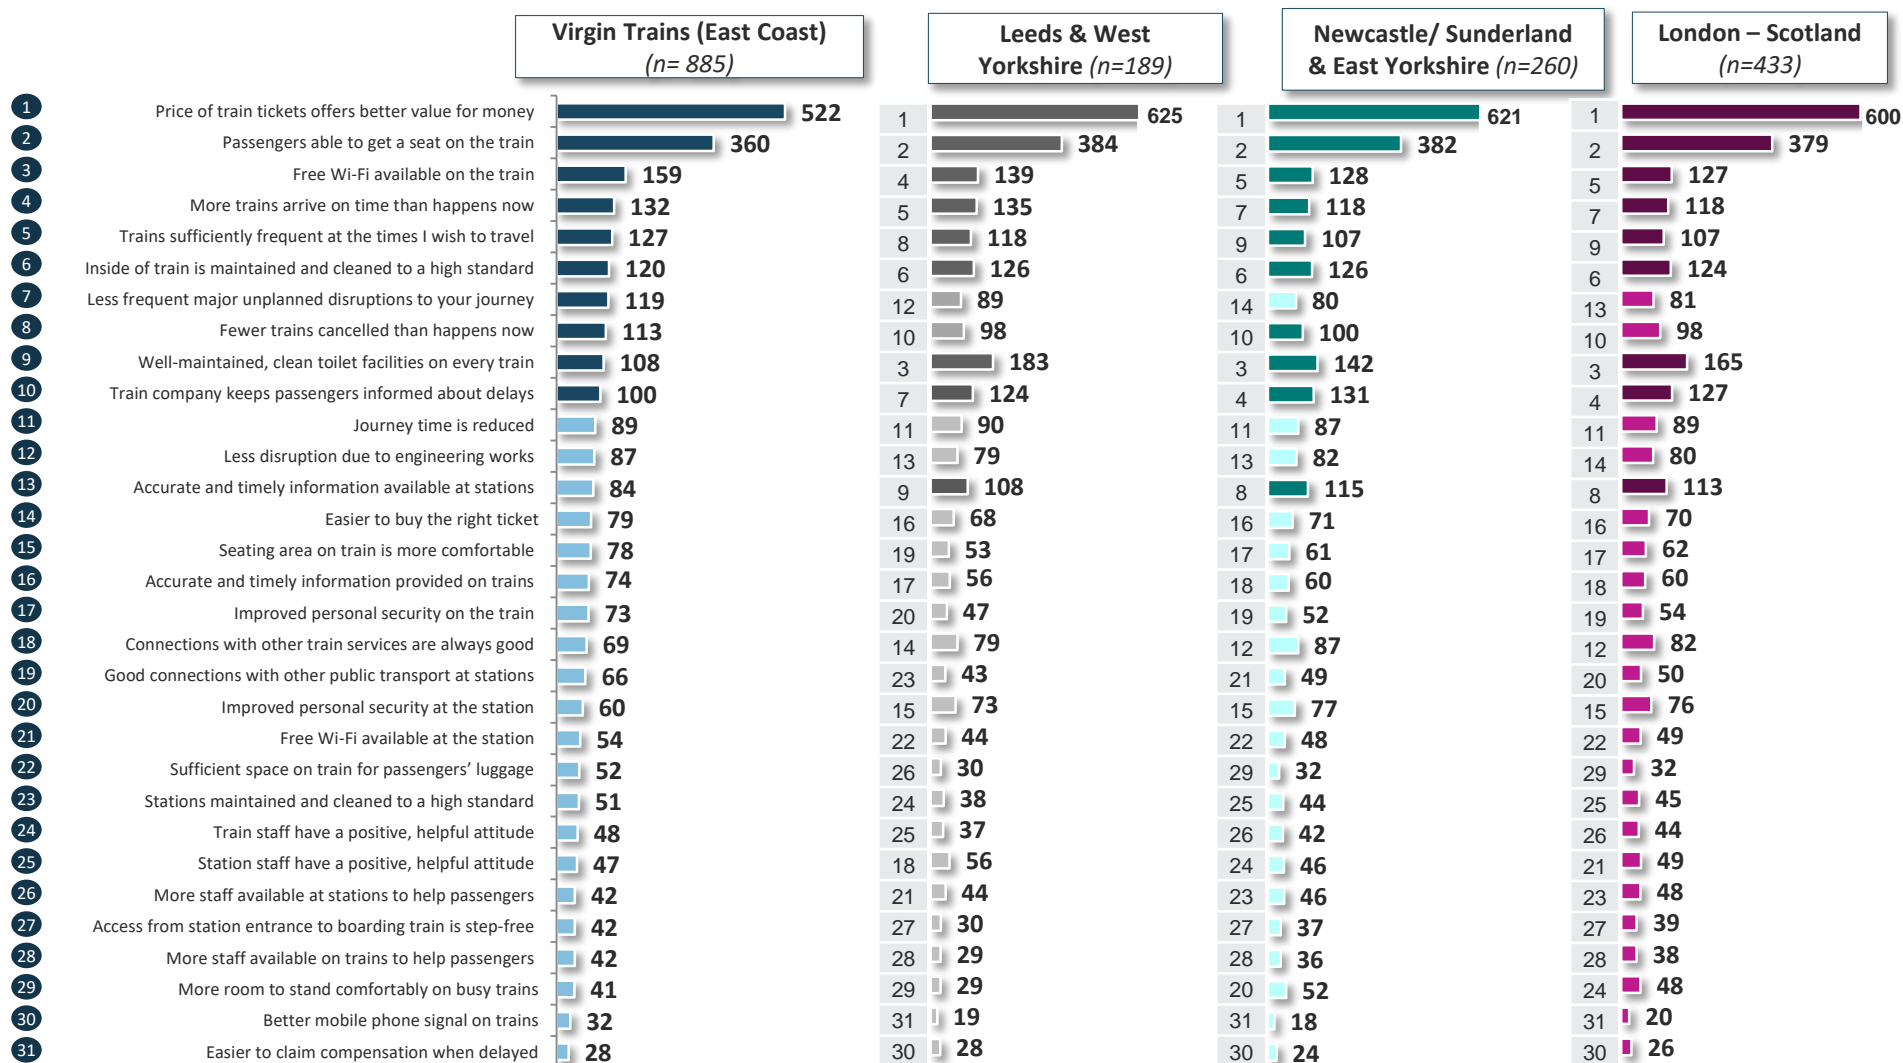 Virgin Trains (East Coast)
(n= 885)
Leeds & West
Yorkshire (n=189)
Newcastle/ Sunderland
& East Yorkshire (n=260)
London – Scotland
(n=433)
1 Price of train tickets offers better value for money 522 1 625 1 621 1 600
2 Passengers able to get a seat on the train 360 2 384 2 382 2 379
3 Free Wi-Fi available on the train 159 4 139 5 128 5 127
4 More trains arrive on time than happens now 132 5 135 7 118 7 118
5 Trains sufficiently frequent at the times I wish to travel 127 8 118 9 107 9 107
6 Inside of train is maintained and cleaned to a high standard 120 6 126 6 126 6 124
7 Less frequent major unplanned disruptions to your journey 119 12 89 14 80 13 81
8 Fewer trains cancelled than happens now 113 10 98 10 100 10 98
9 Well-maintained, clean toilet facilities on every train 108 3 183 3 142 3 165
10 Train company keeps passengers informed about delays 100 7 124 4 131 4 127
11 Journey time is reduced 89 11 90 11 87 11 89
12 Less disruption due to engineering works 87 13 79 13 82 14 80
13 Accurate and timely information available at stations 84 9 108 8 115 8 113
14 Easier to buy the right ticket 79 16 68 16 71 16 70
15 Seating area on train is more comfortable 78 19 53 17 61 17 62
16 Accurate and timely information provided on trains 74 17 56 18 60 18 60
17 Improved personal security on the train 73 20 47 19 52 19 54
18 Connections with other train services are always good 69 14 79 12 87 12 82
19 Good connections with other public transport at stations 66 23 43 21 49 20 50
20 Improved personal security at the station 60 15 73 15 77 15 76
21 Free Wi-Fi available at the station 54 22 44 22 48 22 49
22 Sufficient space on train for passengers’ luggage 52 26 30 29 32 29 32
23 Stations maintained and cleaned to a high standard 51 24 38 25 44 25 45
24 Train staff have a positive, helpful attitude 48 25 37 26 42 26 44
25 Station staff have a positive, helpful attitude 47 18 56 24 46 21 49
26 More staff available at stations to help passengers 42 21 44 23 46 23 48
27 Access from station entrance to boarding train is step-free 42 27 30 27 37 27 39
28 More staff available on trains to help passengers 42 28 29 28 36 28 38
29 More room to stand comfortably on busy trains 41 29 29 20 52 24 48
30 Better mobile phone signal on trains 32 31 19 31 18 31 20
31 Easier to claim compensation when delayed 28 30 28 30 24 30 26